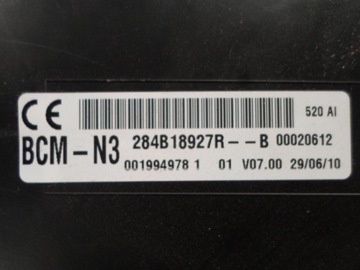 CE 520 AI
BCM-N3 284B18927R--B 00020612
001994978 1 01 V07.00 29/06/10